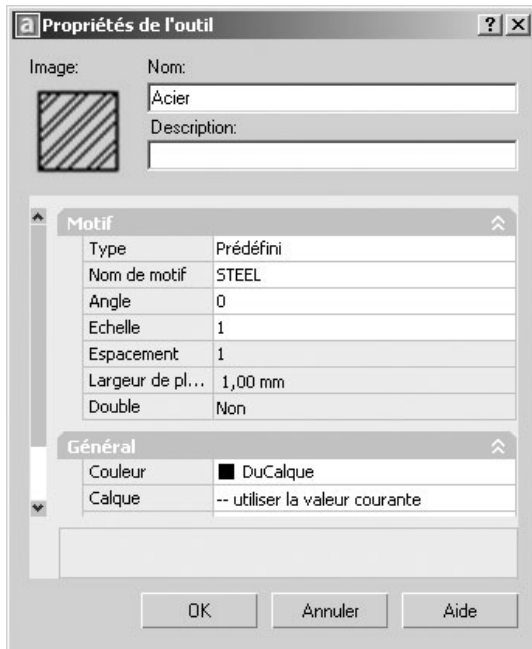 a Propriétés de l'outil ? X
Image: Nom:
Acier
Description:
Motif
Type Prédéfini
Nom de motif STEEL
Angle 0
Echelle 1
Espacement 1
Largeur de pl... 1,00 mm
Double Non
Général
Couleur DuCalque
Calque -- utiliser la valeur courante
OK Annuler Aide